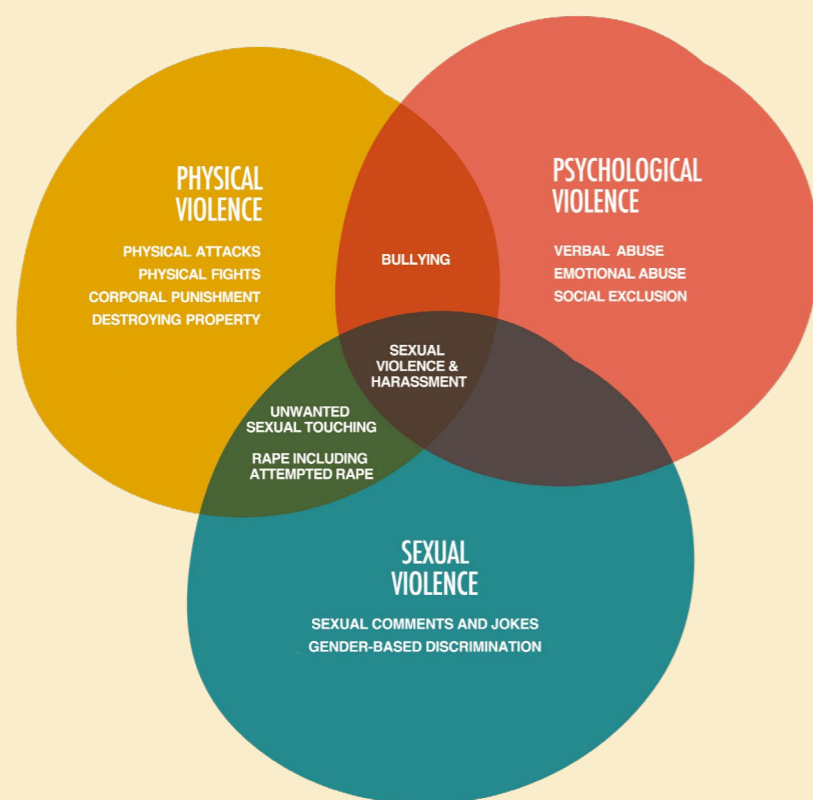 PHYSICAL
VIOLENCE
PHYSICAL ATTACKS
PHYSICAL FIGHTS
CORPORAL PUNISHMENT
DESTROYING PROPERTY
BULLYING
PSYCHOLOGICAL
VIOLENCE
VERBAL ABUSE
EMOTIONAL ABUSE
SOCIAL EXCLUSION
SEXUAL
VIOLENCE &
HARASSMENT
UNWANTED
SEXUAL TOUCHING
RAPE INCLUDING
ATTEMPTED RAPE
SEXUAL
VIOLENCE
SEXUAL COMMENTS AND JOKES
GENDER-BASED DISCRIMINATION